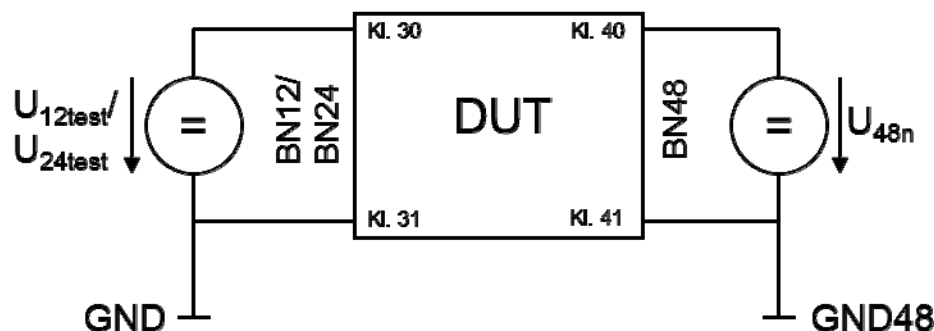 Kl. 30
Kl. 40
U12test/
U24test
=
BN12/
BN24
DUT
BN48
=
U48n
Kl. 31
Kl. 41
GND
GND48